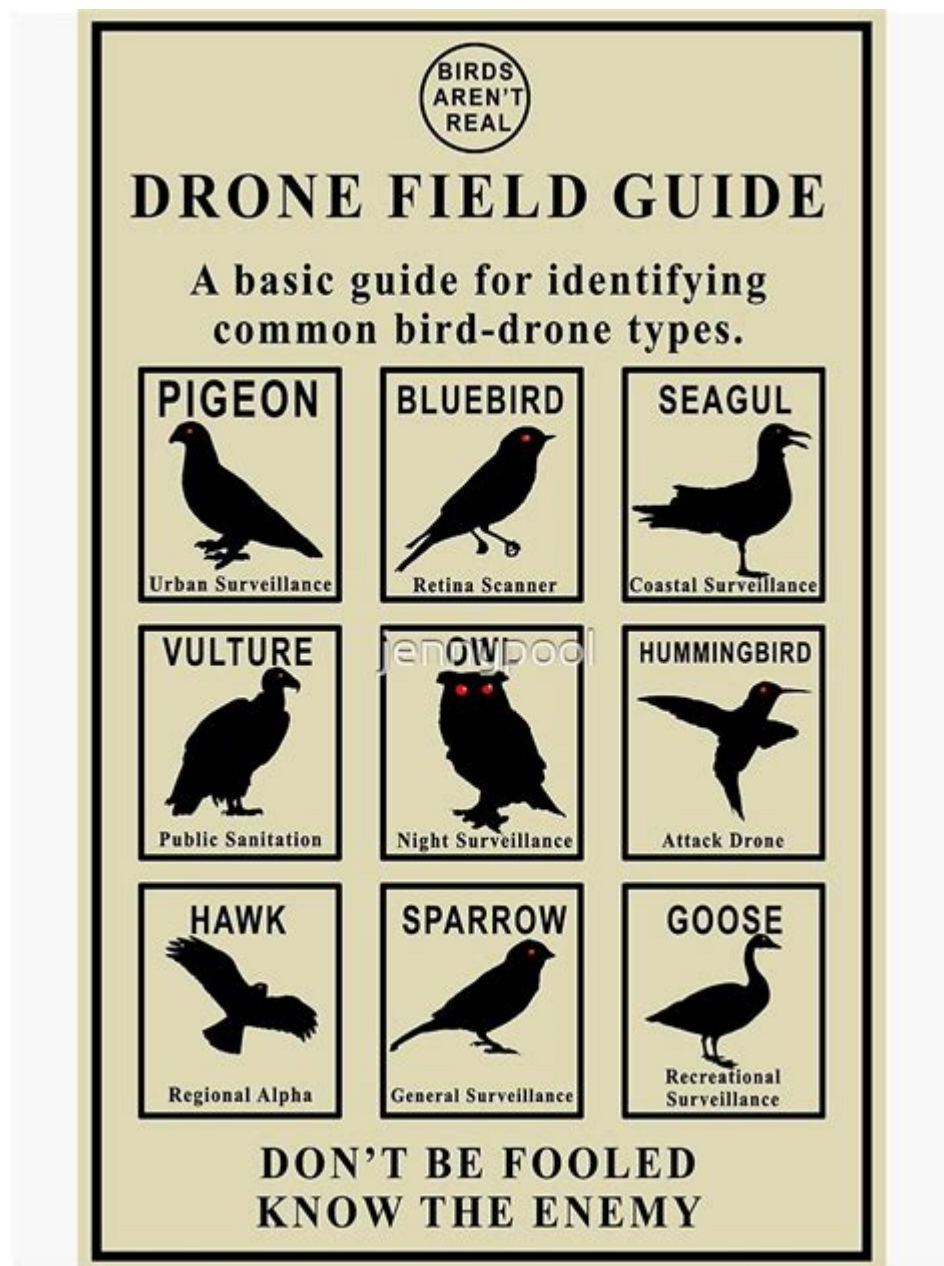 BIRDS
AREN'T
REAL
DRONE FIELD GUIDE
A basic guide for identifying
common bird-drone types.
PIGEON
Urban Surveillance
BLUEBIRD
Retina Scanner
SEAGUL
Coastal Surveillance
VULTURE
Public Sanitation
OWL
jennypool
Night Surveillance
HUMMINGBIRD
Attack Drone
HAWK
Regional Alpha
SPARROW
General Surveillance
GOOSE
Recreational
Surveillance
DON'T BE FOOLED
KNOW THE ENEMY